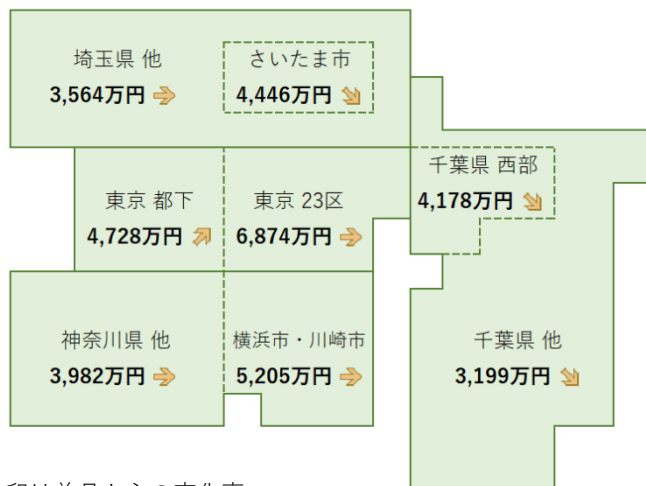 埼玉県 他
3,564万円
さいたま市
4,446万円
千葉県 西部
4,178万円
東京 都下
4,728万円
東京 23区
6,874万円
神奈川県 他
3,982万円
横浜市・川崎市
5,205万円
千葉県 他
3,199万円